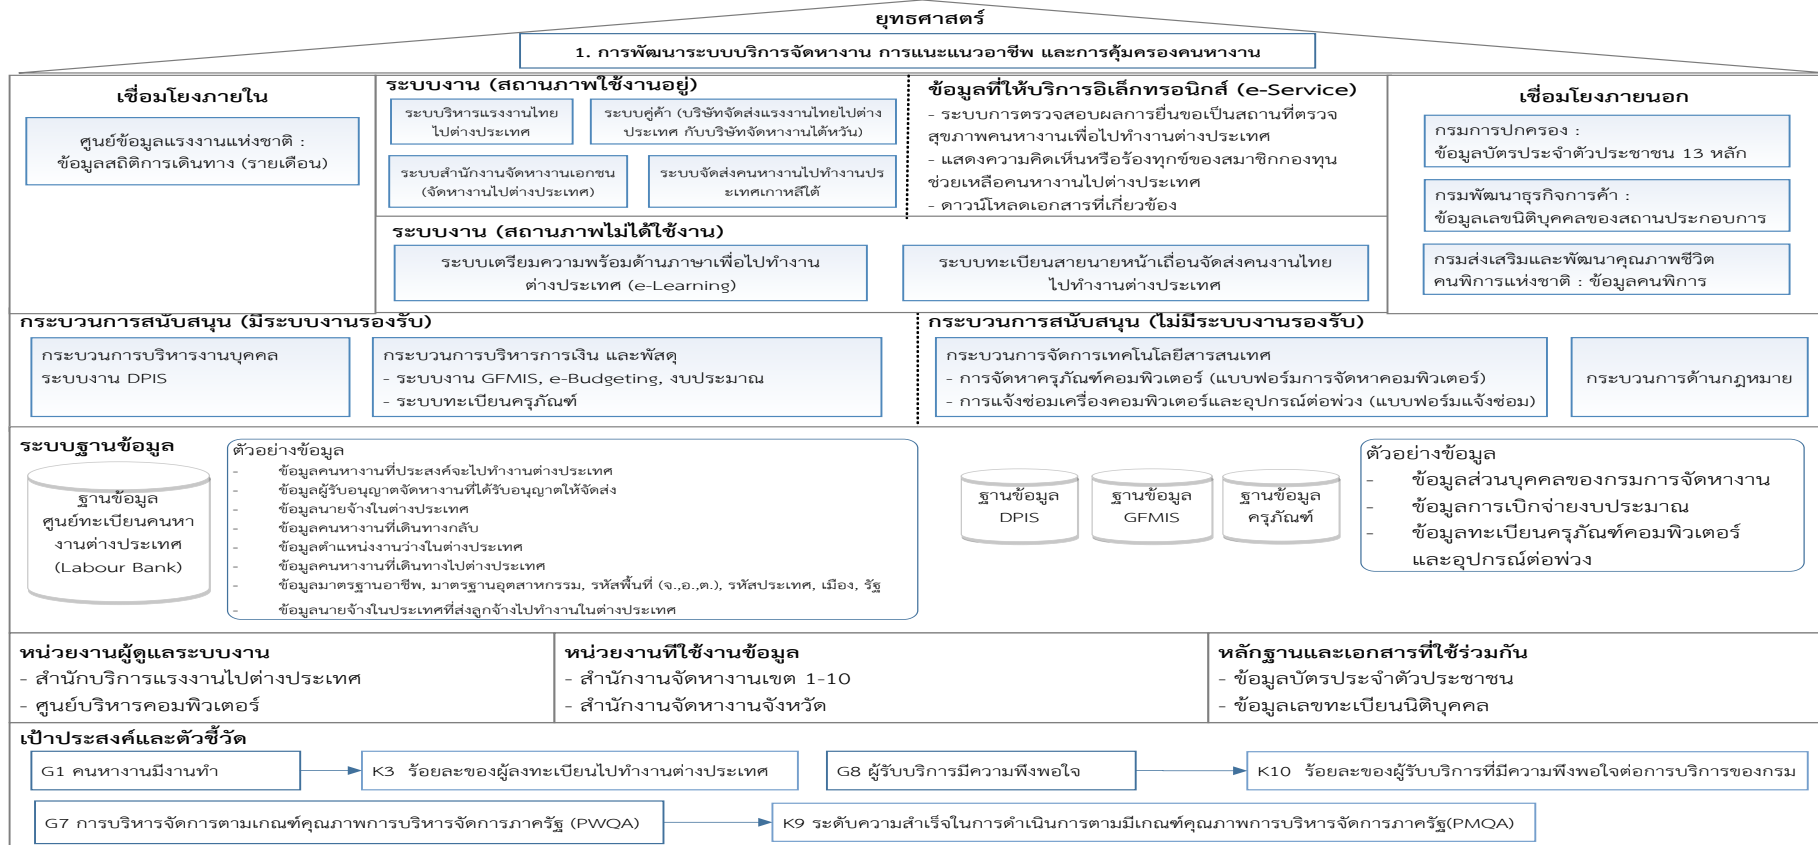 ยุทธศาสตร์
1. การพัฒนาระบบบริการจัดหางาน การแนะแนวอาชีพ และการคุ้มครองคนหางาน
เชื่อมโยงภายใน
ศูนย์ข้อมูลแรงงานแห่งชาติ :
ข้อมูลสถิติการเดินทาง (รายเดือน)
ระบบงาน (สถานภาพใช้งานอยู่)
ระบบบริหารแรงงานไทย
ไปต่างประเทศ
ระบบคู่ค้า (บริษัทจัดส่งแรงงานไทยไปต่าง
ประเทศ กับบริษัทจัดหางานไต้หวัน)
ระบบสำนักงานจัดหางานเอกชน
(จัดหางานไปต่างประเทศ)
ระบบจัดส่งคนหางานไปทำงานปร
ะเทศเกาหลีใต้
ข้อมูลที่ให้บริการอิเล็กทรอนิกส์ (e-Service)
- ระบบการตรวจสอบผลการยื่นขอเป็นสถานที่ตรวจ
สุขภาพคนหางานเพื่อไปทำงานต่างประเทศ
- แสดงความคิดเห็นหรือร้องทุกข์ของสมาชิกกองทุน
ช่วยเหลือคนหางานไปต่างประเทศ
- ดาวน์โหลดเอกสารที่เกี่ยวข้อง
เชื่อมโยงภายนอก
กรมการปกครอง :
ข้อมูลบัตรประจำตัวประชาชน 13 หลัก
กรมพัฒนาธุรกิจการค้า :
ข้อมูลเลขนิติบุคคลของสถานประกอบการ
กรมส่งเสริมและพัฒนาคุณภาพชีวิต
คนพิการแห่งชาติ : ข้อมูลคนพิการ
ระบบงาน (สถานภาพไม่ได้ใช้งาน)
ระบบเตรียมความพร้อมด้านภาษาเพื่อไปทำงาน
ต่างประเทศ (e-Learning)
ระบบทะเบียนสายนายหน้าเถื่อนจัดส่งคนงานไทย
ไปทำงานต่างประเทศ
กระบวนการสนับสนุน (มีระบบงานรองรับ)
กระบวนการบริหารงานบุคคล
ระบบงาน DPIS
กระบวนการบริหารการเงิน และพัสดุ
- ระบบงาน GFMIS, e-Budgeting, งบประมาณ
- ระบบทะเบียนครุภัณฑ์
กระบวนการสนับสนุน (ไม่มีระบบงานรองรับ)
กระบวนการจัดการเทคโนโลยีสารสนเทศ
- การจัดหาครุภัณฑ์คอมพิวเตอร์ (แบบฟอร์มการจัดหาคอมพิวเตอร์)
- การแจ้งซ่อมเครื่องคอมพิวเตอร์และอุปกรณ์ต่อพ่วง (แบบฟอร์มแจ้งซ่อม)
กระบวนการด้านกฎหมาย
ระบบฐานข้อมูล
ฐานข้อมูล
ศูนย์ทะเบียนคนหา
งานต่างประเทศ
(Labour Bank)
ตัวอย่างข้อมูล
- ข้อมูลคนหางานที่ประสงค์จะไปทำงานต่างประเทศ
- ข้อมูลผู้รับอนุญาตจัดหางานที่ได้รับอนุญาตให้จัดส่ง
- ข้อมูลนายจ้างในต่างประเทศ
- ข้อมูลคนหางานที่เดินทางกลับ
- ข้อมูลตำแหน่งงานว่างในต่างประเทศ
- ข้อมูลคนหางานที่เดินทางไปต่างประเทศ
- ข้อมูลมาตรฐานอาชีพ, มาตรฐานอุตสาหกรรม, รหัสพื้นที่ (จ.,อ.,ต.), รหัสประเทศ, เมือง, รัฐ
- ข้อมูลนายจ้างในประเทศที่ส่งลูกจ้างไปทำงานในต่างประเทศ
ฐานข้อมูล
DPIS
ฐานข้อมูล
GFMIS
ฐานข้อมูล
ครุภัณฑ์
ตัวอย่างข้อมูล
- ข้อมูลส่วนบุคคลของกรมการจัดหางาน
- ข้อมูลการเบิกจ่ายงบประมาณ
- ข้อมูลทะเบียนครุภัณฑ์คอมพิวเตอร์
และอุปกรณ์ต่อพ่วง
หน่วยงานผู้ดูแลระบบงาน
- สำนักบริการแรงงานไปต่างประเทศ
- ศูนย์บริหารคอมพิวเตอร์
หน่วยงานที่ใช้งานข้อมูล
- สำนักงานจัดหางานเขต 1-10
- สำนักงานจัดหางานจังหวัด
หลักฐานและเอกสารที่ใช้ร่วมกัน
- ข้อมูลบัตรประจำตัวประชาชน
- ข้อมูลเลขทะเบียนนิติบุคคล
เป้าประสงค์และตัวชี้วัด
G1 คนหางานมีงานทำ
K3 ร้อยละของผู้ลงทะเบียนไปทำงานต่างประเทศ
G8 ผู้รับบริการมีความพึงพอใจ
K10 ร้อยละของผู้รับบริการที่มีความพึงพอใจต่อการบริการของกรม
G7 การบริหารจัดการตามเกณฑ์คุณภาพการบริหารจัดการภาครัฐ (PWQA)
K9 ระดับความสำเร็จในการดำเนินการตามมีเกณฑ์คุณภาพการบริหารจัดการภาครัฐ(PMQA)